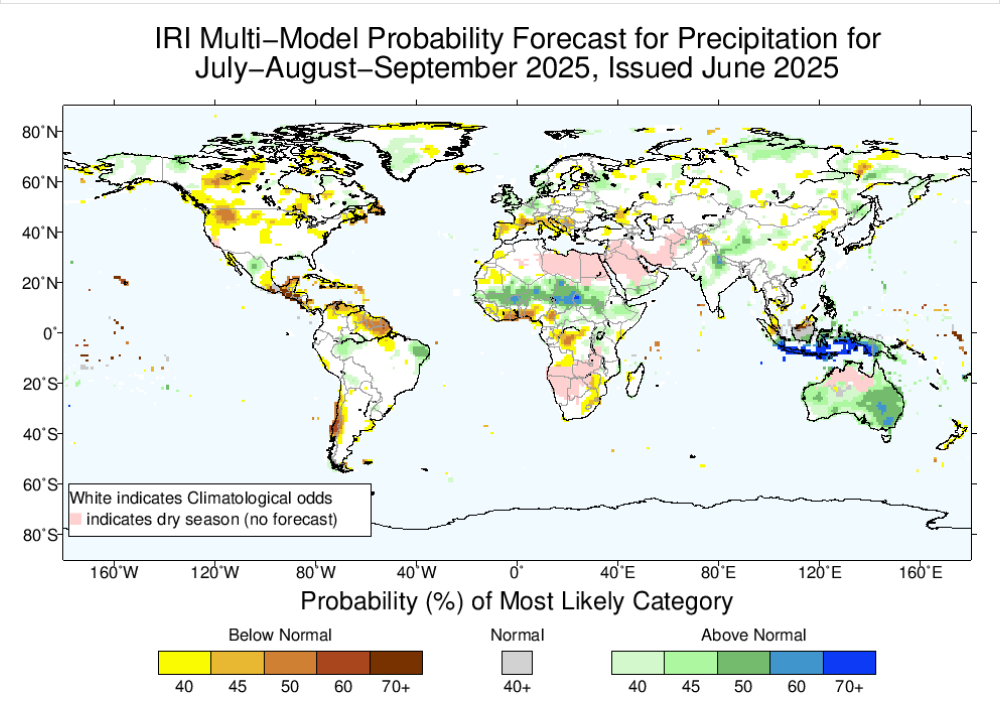 IRI Multi−Model Probability Forecast for Precipitation for
July−August−September 2025, Issued June 2025
80˚N
60˚N
40˚N
20˚N
0˚
20˚S
40˚S
60˚S
80˚S
White indicates Climatological odds
indicates dry season (no forecast)
160˚W 120˚W 80˚W 40˚W 0˚ 40˚E 80˚E 120˚E 160˚E
Probability (%) of Most Likely Category
Below Normal Normal Above Normal
40 45 50 60 70+ 40+ 40 45 50 60 70+